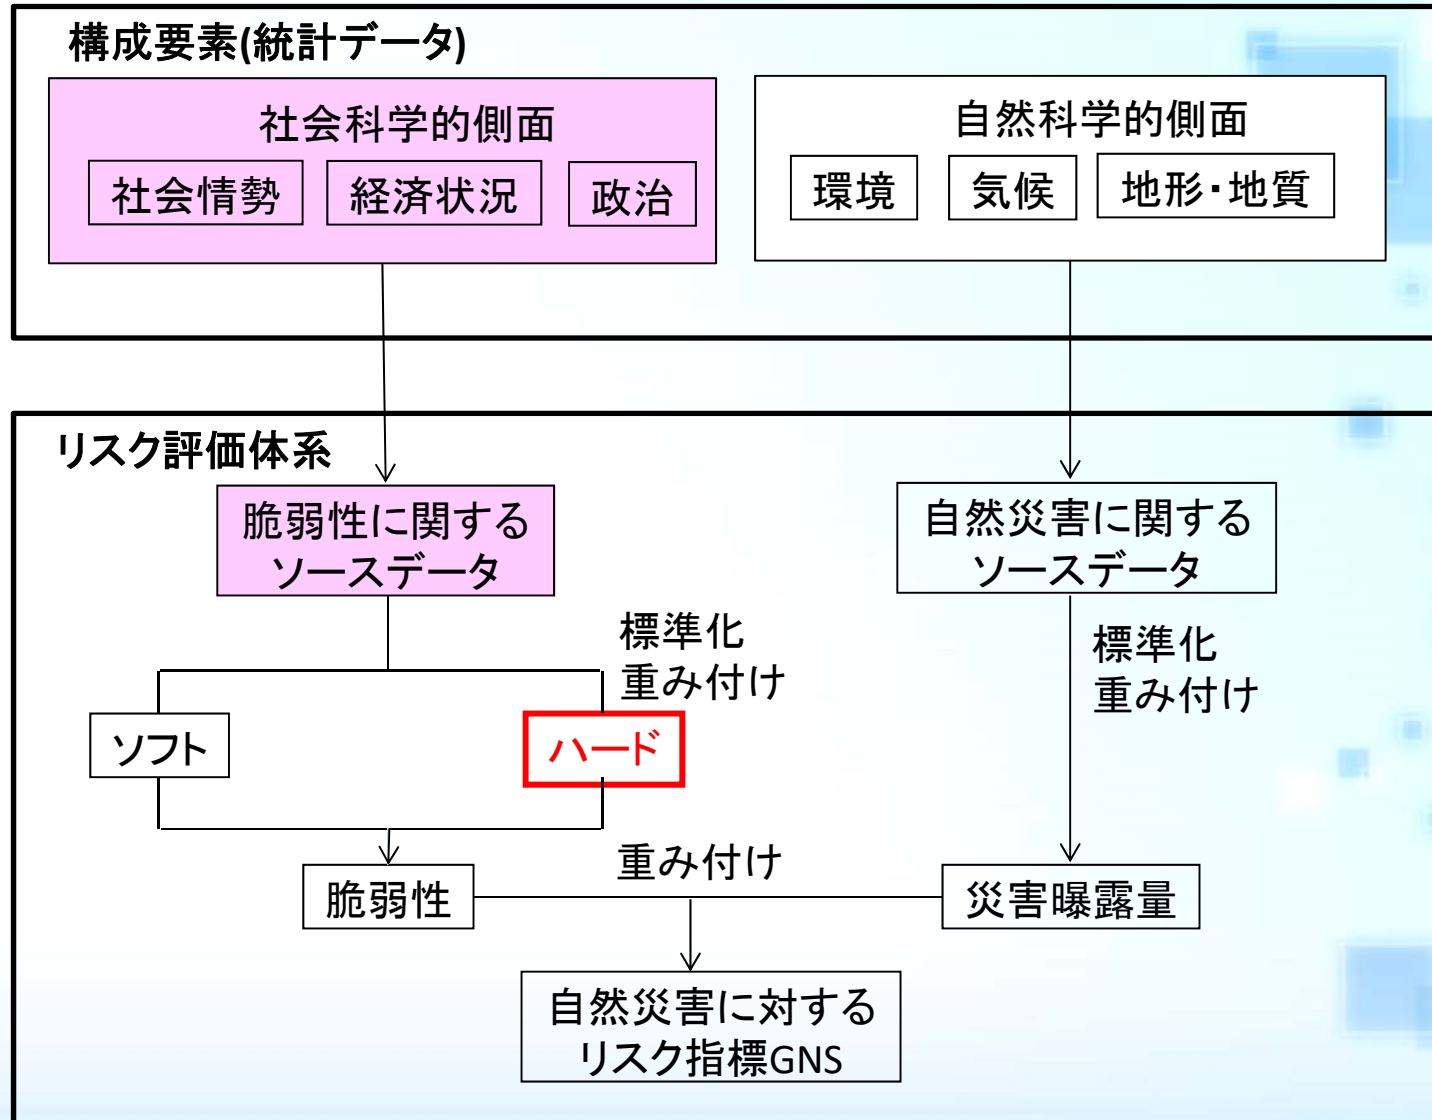 構成要素(統計データ)
社会科学的側面
社会情勢
経済状況
政治
自然科学的側面
環境
気候
地形・地質
リスク評価体系
脆弱性に関する
ソースデータ
自然災害に関する
ソースデータ
標準化
重み付け
標準化
重み付け
ソフト
ハード
重み付け
脆弱性
災害曝露量
自然災害に対する
リスク指標GNS